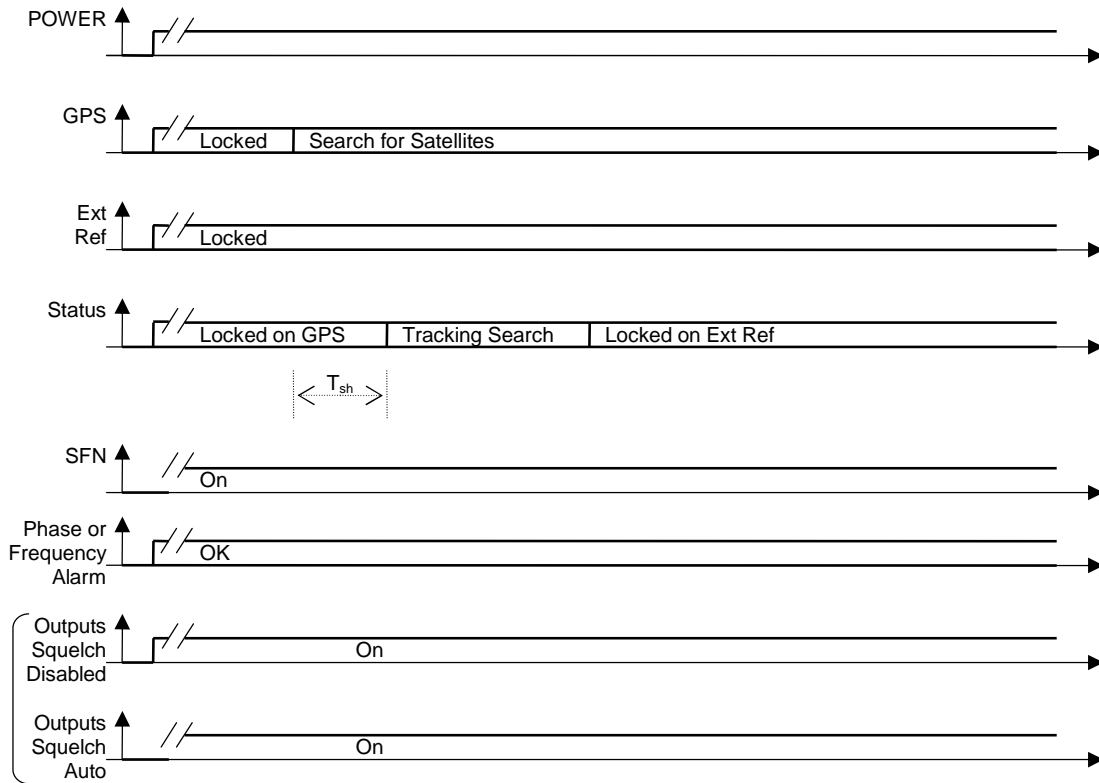 POWER
GPS
Locked
Search for Satellites
Ext
Ref
Locked
Status
Locked on GPS
Tracking Search
Locked on Ext Ref
Tsh
SFN
On
Phase or
Frequency
Alarm
OK
Outputs
Squelch
Disabled
On
Outputs
Squelch
Auto
On